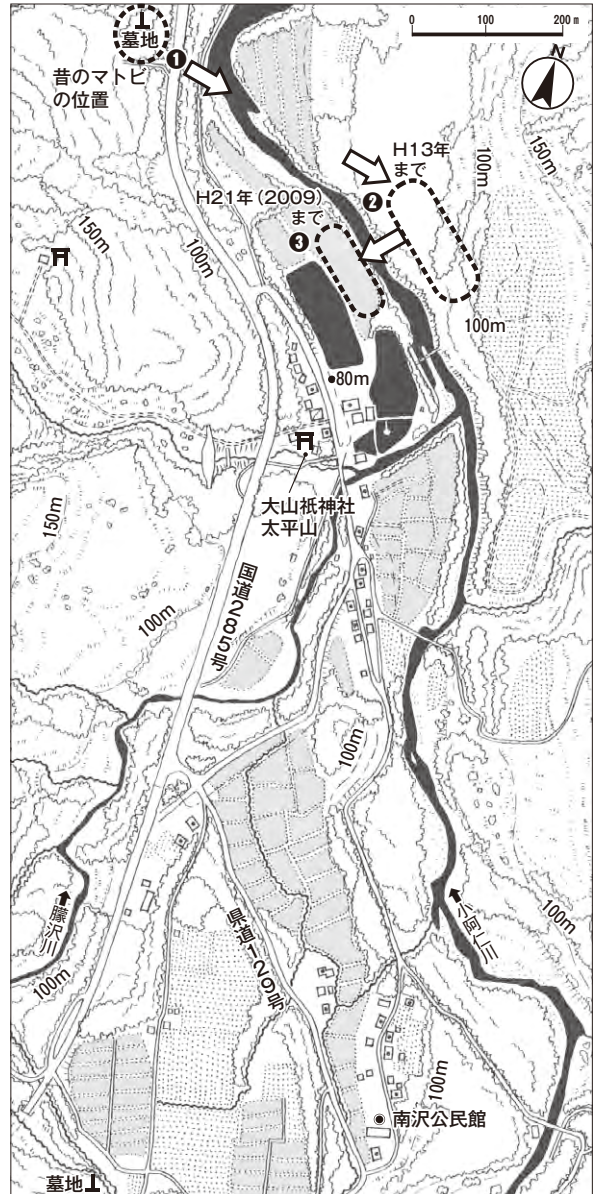 0 100 200 m
N
墓地
❶
昔のマトビ
の位置
H13年
まで
❷
100m
150m
H21年（2009）
まで
❸
150m
100m
100m
•80m
大山祇神社
太平山
150m
国道285号
100m
100m
県道129号
朦沢川
小阿仁川
100m
100m
100m
南沢公民館
墓地